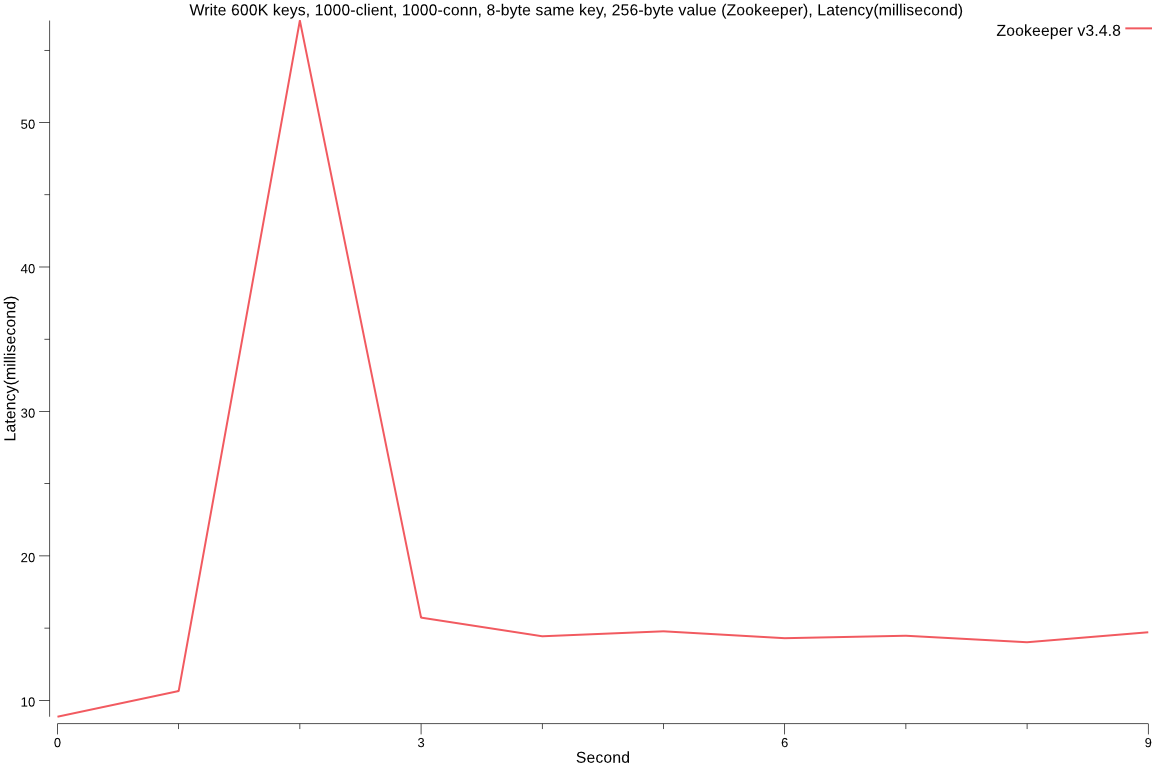 Write 600K keys, 1000-client, 1000-conn, 8-byte same key, 256-byte value (Zookeeper), Latency(millisecond)
Zookeeper v3.4.8
50
40
30
20
10
Latency(millisecond)
0 3 6 9
Second